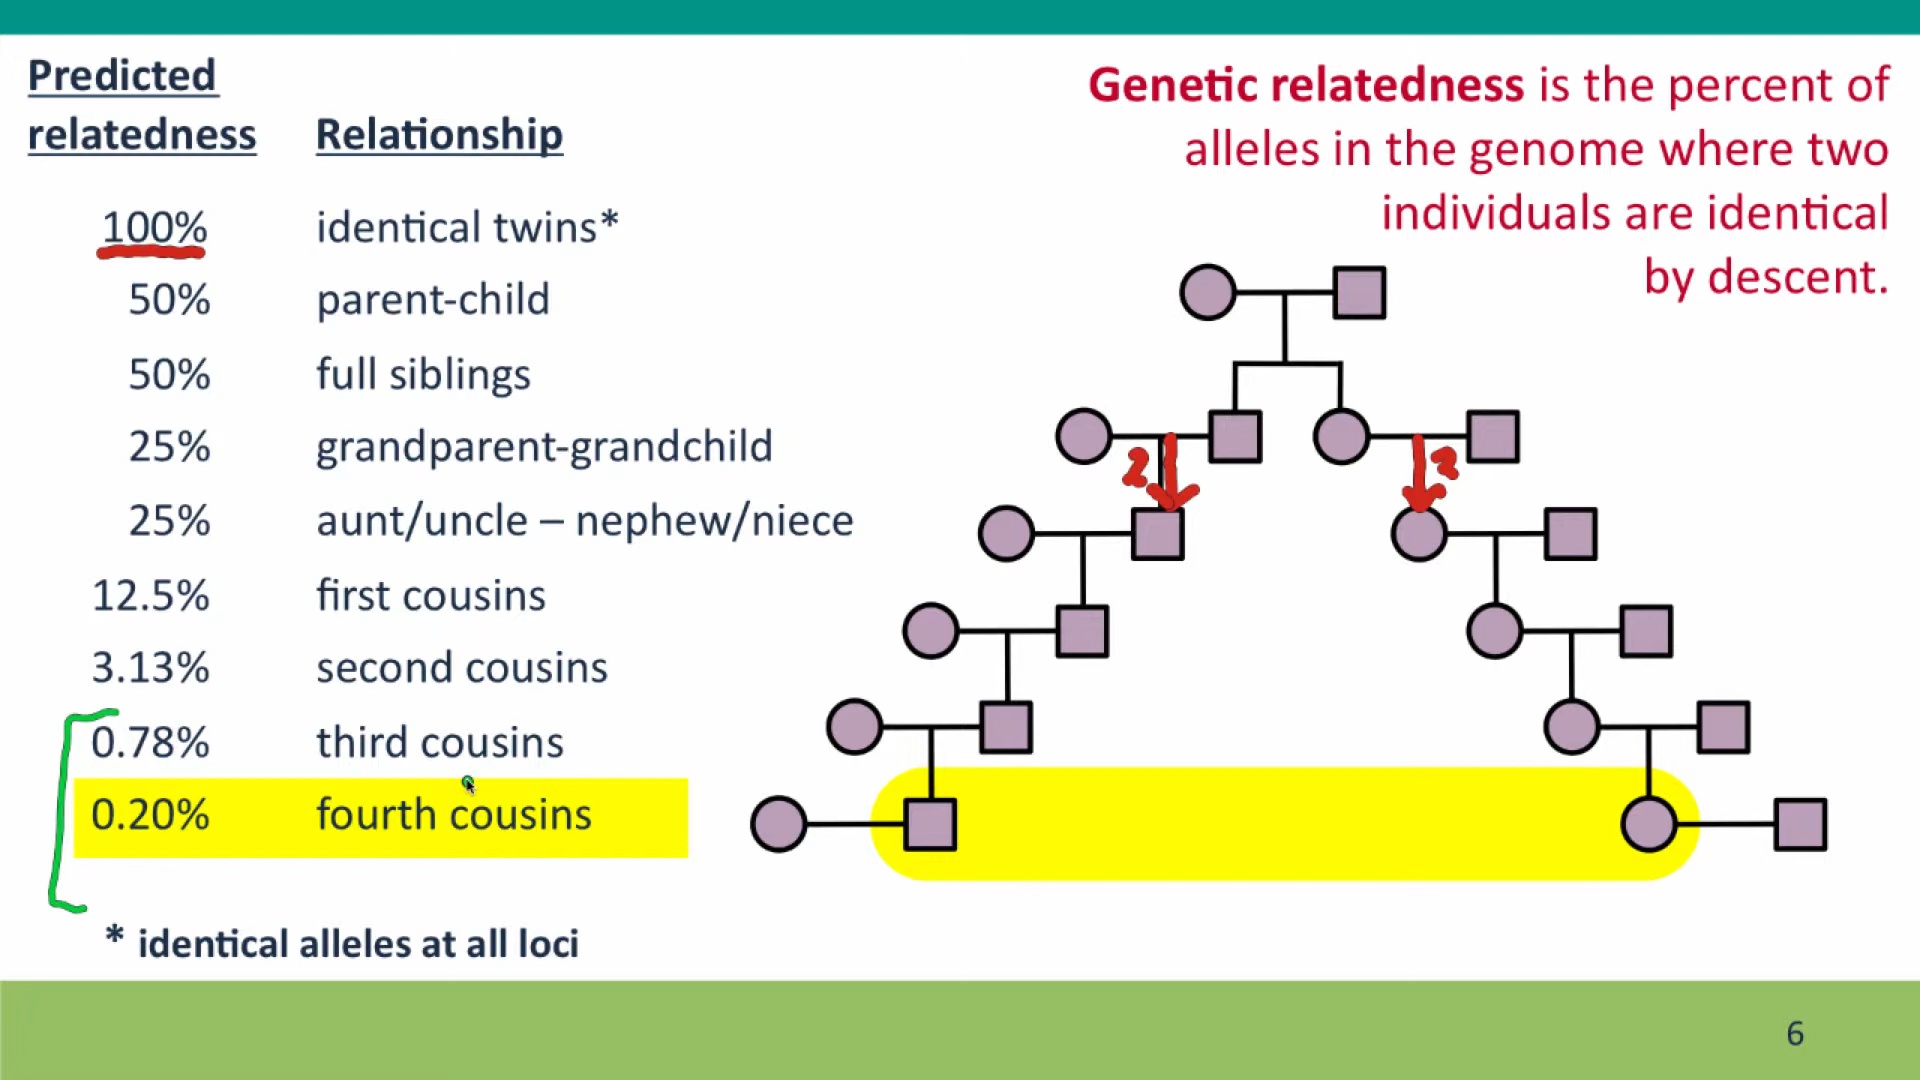 Predicted
relatedness Relationship
100% identical twins*
50% parent-child
50% full siblings
25% grandparent-grandchild
25% aunt/uncle – nephew/niece
12.5% first cousins
3.13% second cousins
0.78% third cousins
0.20% fourth cousins
* identical alleles at all loci
Genetic relatedness is the percent of
alleles in the genome where two
individuals are identical
by descent.
2
6